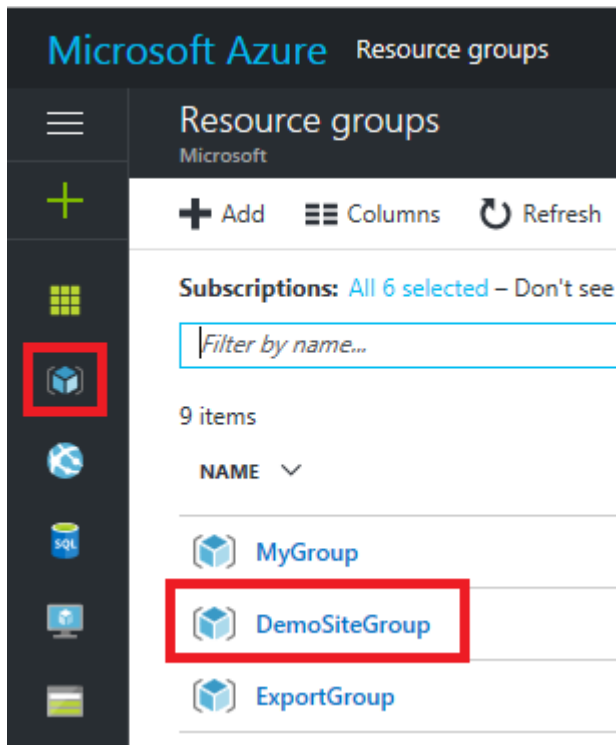 Microsoft Azure Resource groups
Resource groups
Microsoft
Add Columns Refresh
Subscriptions: All 6 selected – Don't see
Filter by name...
9 items
NAME
SQL
MyGroup
DemoSiteGroup
ExportGroup